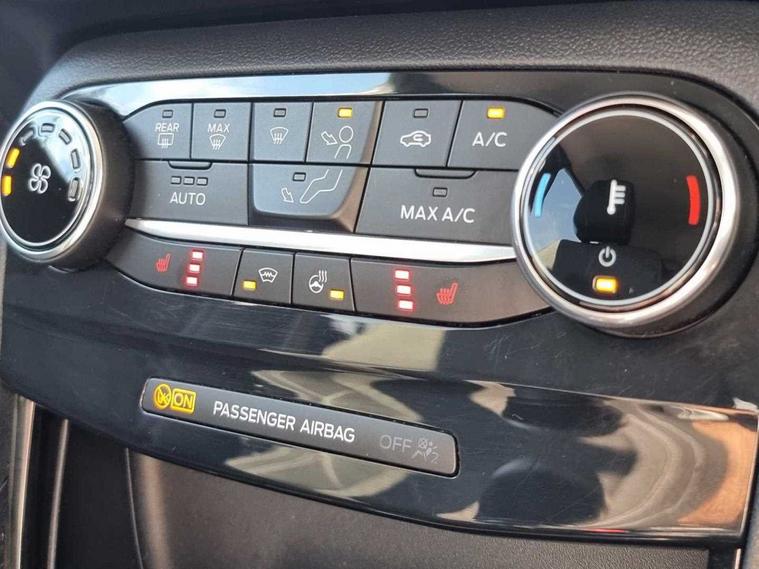 REAR MAX A/C
AUTO MAX A/C
ON PASSENGER AIRBAG OFF